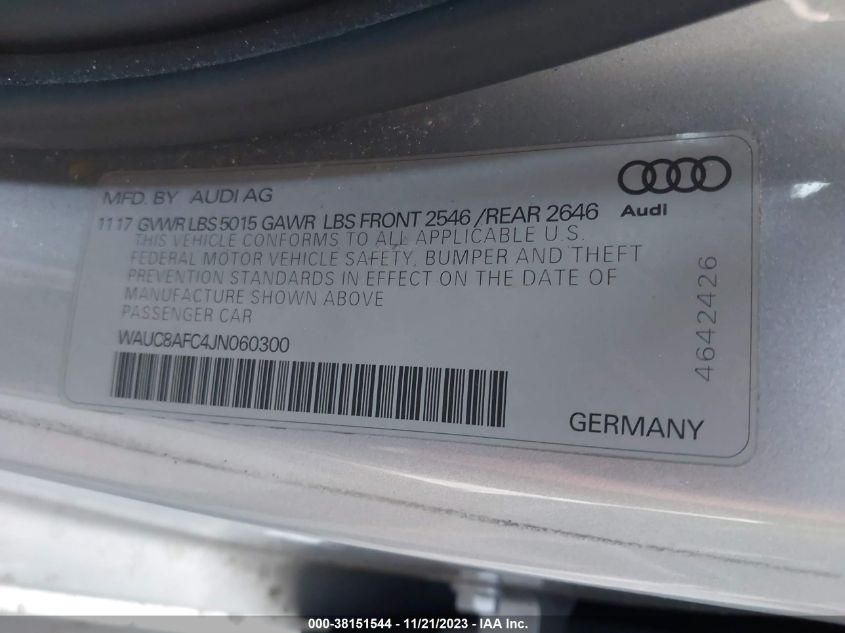 MFD. BY AUDI AG
Audi
11 17 GVWR LBS 5015 GAWR LBS FRONT 2546 /REAR 2646
THIS VEHICLE CONFORMS TO ALL APPLICABLE U.S.
FEDERAL MOTOR VEHICLE SAFETY, BUMPER AND THEFT
PREVENTION STANDARDS IN EFFECT ON THE DATE OF
MANUFACTURE SHOWN ABOVE
PASSENGER CAR
WAUC8AFC4JN060300
4642426
GERMANY
000-38151544 - 11/21/2023 - IAA Inc.